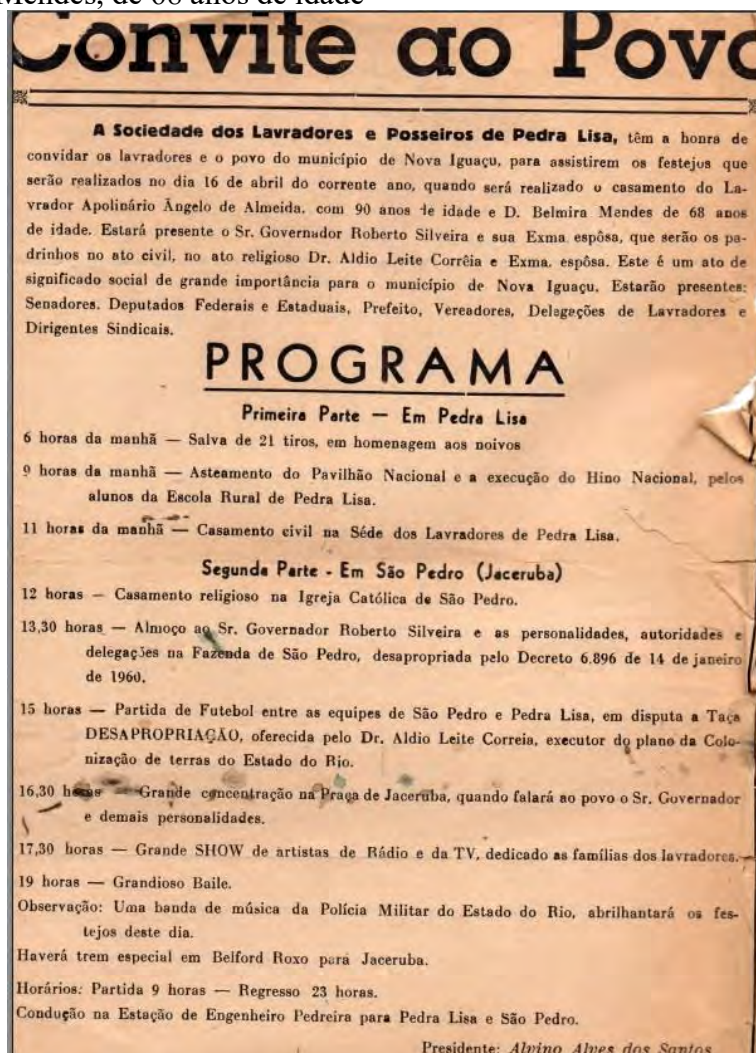 Mendes, de 68 anos de idade
Convite ao Povo
A Sociedade dos Lavradores e Posseiros de Pedra Lisa, têm a honra de
convidar os lavradores e o povo do município de Nova Iguaçu, para assistirem os festejos que
serão realizados no dia 16 de abril do corrente ano, quando será realizado o casamento do La-
vrador Apolinário Ângelo de Almeida, com 90 anos de idade e D. Belmira Mendes de 68 anos
de idade. Estará presente o Sr. Governador Roberto Silveira e sua Exma. espôsa, que serão os pa-
drinhos no ato civil, no ato religioso Dr. Aldio Leite Corrêia e Exma. espôsa. Este é um ato de
significado social de grande importância para o município de Nova Iguaçu. Estarão presentes:
Senadores. Deputados Federais e Estaduais, Prefeito, Vereadores, Delegações de Lavradores e
Dirigentes Sindicais.
PROGRAMA
Primeira Parte — Em Pedra Lisa
6 horas da manhã — Salva de 21 tiros, em homenagem aos noivos
9 horas da manhã — Asteamento do Pavilhão Nacional e a execução do Hino Nacional, pelos
alunos da Escola Rural de Pedra Lisa.
11 horas da manhã — Casamento civil na Séde dos Lavradores de Pedra Lisa.
Segunda Parte - Em São Pedro (Jaceruba)
12 horas — Casamento religioso na Igreja Católica de São Pedro.
13,30 horas — Almoço ao Sr. Governador Roberto Silveira e as personalidades, autoridades e
delegações na Fazenda de São Pedro, desapropriada pelo Decreto 6.896 de 14 de janeiro
de 1960.
15 horas — Partida de Futebol entre as equipes de São Pedro e Pedra Lisa, em disputa a Taça
DESAPROPRIAÇÃO, oferecida pelo Dr. Aldio Leite Correia, executor do plano da Colo-
nização de terras do Estado do Rio.
16,30 horas — Grande concentração na Praça de Jaceruba, quando falará ao povo o Sr. Governador
e demais personalidades.
17,30 horas — Grande SHOW de artistas de Rádio e da TV, dedicado as famílias dos lavradores.
19 horas — Grandioso Baile.
Observação: Uma banda de música da Polícia Militar do Estado do Rio, abrilhantará os fes-
tejos deste dia.
Haverá trem especial em Belford Roxo para Jaceruba.
Horários: Partida 9 horas — Regresso 23 horas.
Condução na Estação de Engenheiro Pedreira para Pedra Lisa e São Pedro.
Presidente: Alvino Alves dos Santos